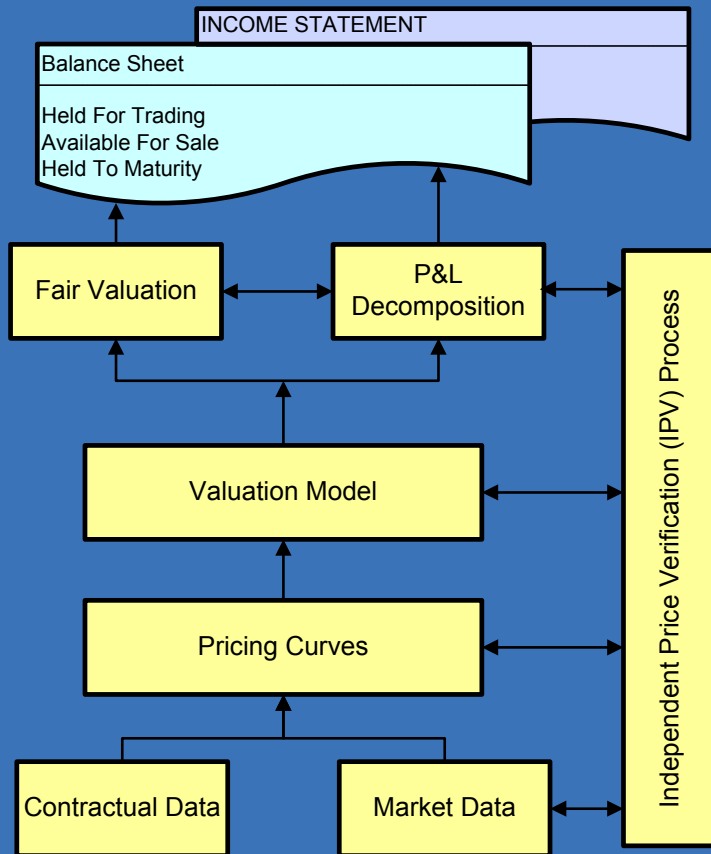 INCOME STATEMENT
Balance Sheet
Held For Trading
Available For Sale
Held To Maturity
Fair Valuation
P&L
Decomposition
Valuation Model
Pricing Curves
Contractual Data
Market Data
Independent Price Verification (IPV) Process